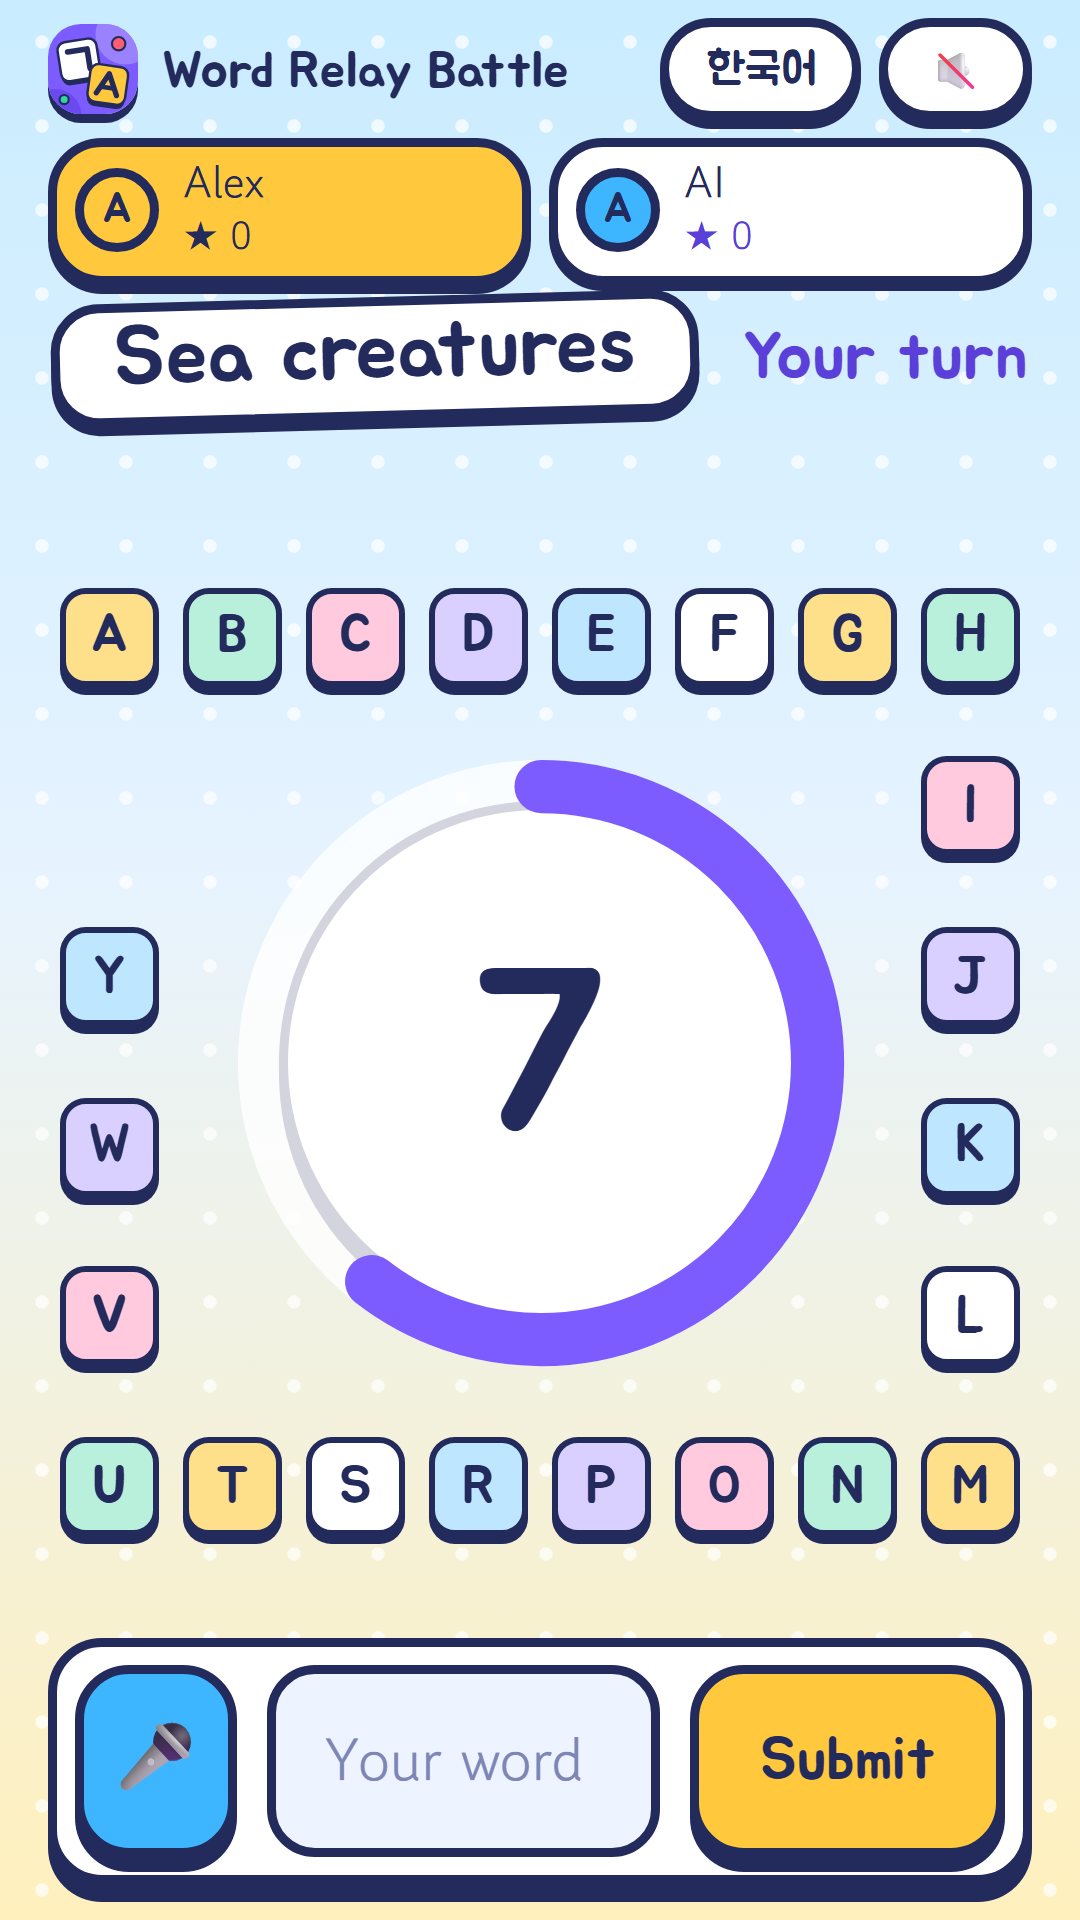 Word Relay Battle
한국어
Alex
★ 0
AI
★ 0
A
A
Sea creatures
Your turn
A B C D E F G H
I
Y J
W K
V L
U T S R P O N M
7
Your word
Submit